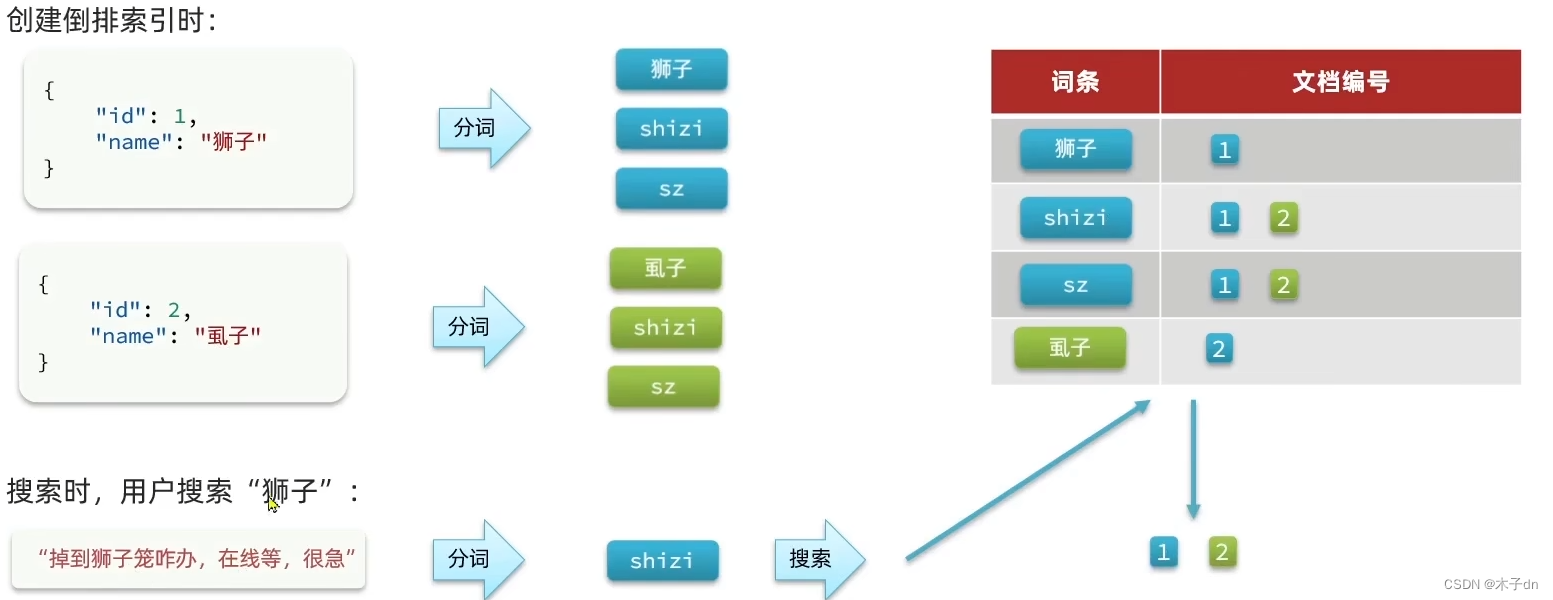 创建倒排索引时：
{
"id": 1,
"name": "狮子"
}
分词
狮子
shizi
sz
{
"id": 2,
"name": "虱子"
}
分词
虱子
shizi
sz
词条 文档编号
狮子 1
shizi 1 2
sz 1 2
虱子 2
搜索时，用户搜索“狮子”：
“掉到狮子笼咋办，在线等，很急”
分词
shizi
搜索
1 2
CSDN @木子dn